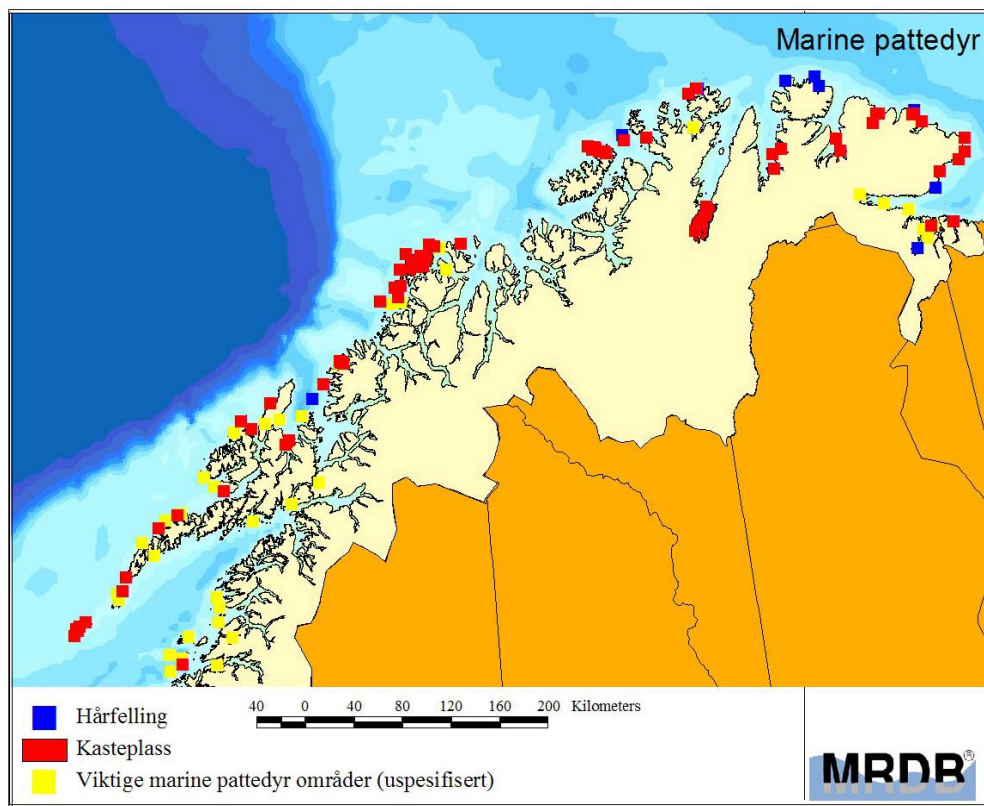 Marine pattedyr
Hårfelling
Kasteplass
Viktige marine pattedyr områder (uspesifisert)
40 0 40 80 120 160 200 Kilometers
MRDB®